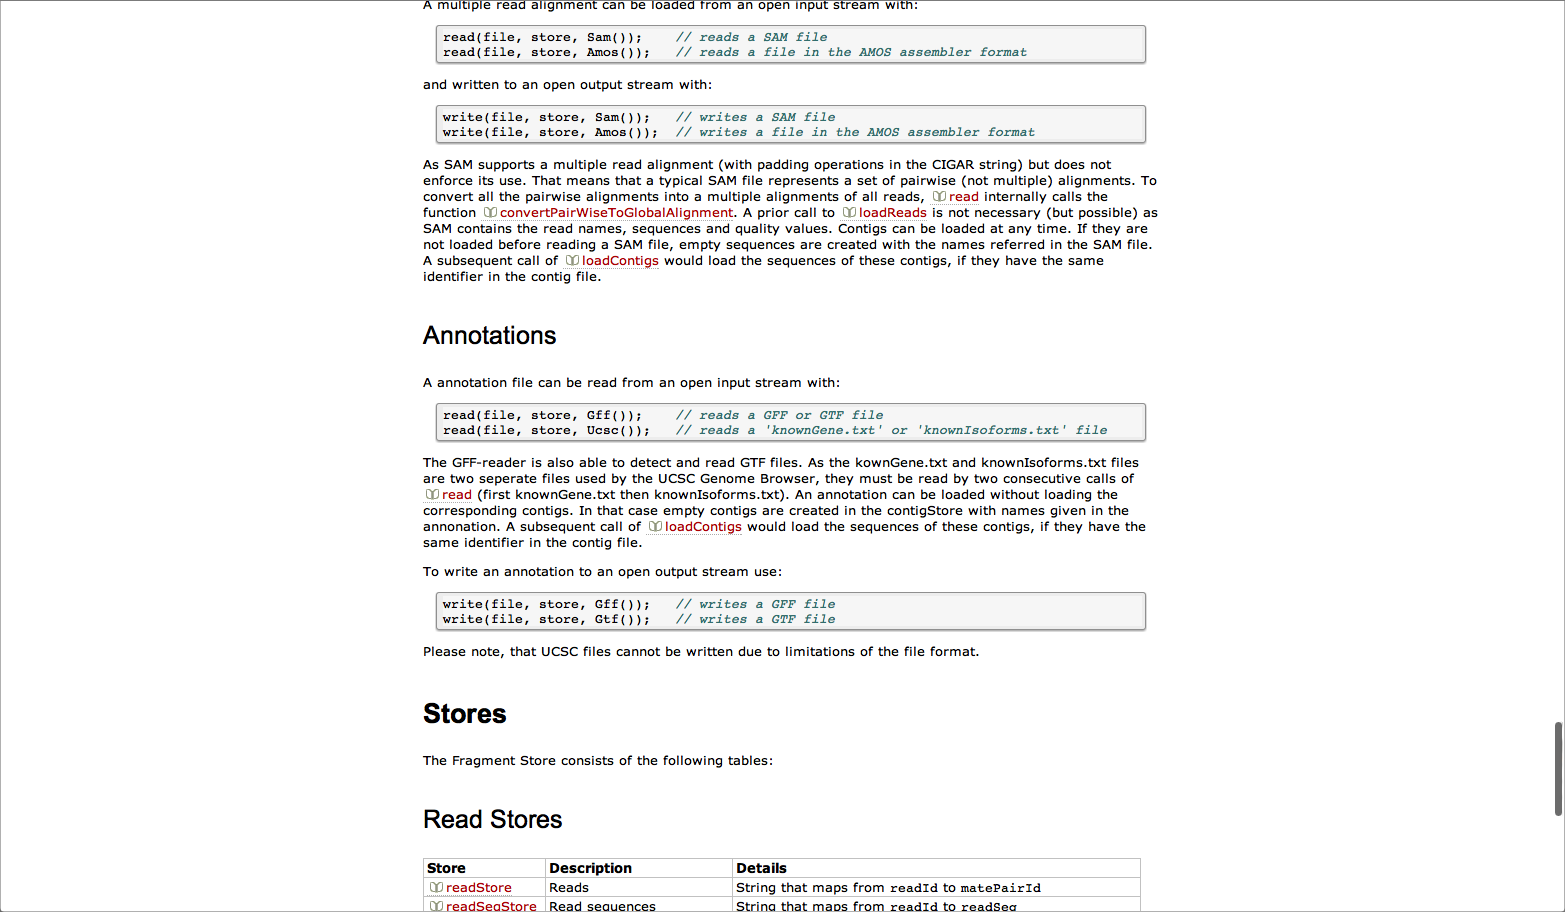 A multiple read alignment can be loaded from an open input stream with:
read(file, store, Sam());    // reads a SAM file
read(file, store, Amos());   // reads a file in the AMOS assembler format
and written to an open output stream with:
write(file, store, Sam());   // writes a SAM file
write(file, store, Amos());  // writes a file in the AMOS assembler format
As SAM supports a multiple read alignment (with padding operations in the CIGAR string) but does not
enforce its use. That means that a typical SAM file represents a set of pairwise (not multiple) alignments. To
convert all the pairwise alignments into a multiple alignments of all reads, read internally calls the
function convertPairWiseToGlobalAlignment. A prior call to loadReads is not necessary (but possible) as
SAM contains the read names, sequences and quality values. Contigs can be loaded at any time. If they are
not loaded before reading a SAM file, empty sequences are created with the names referred in the SAM file.
A subsequent call of loadContigs would load the sequences of these contigs, if they have the same
identifier in the contig file.
Annotations
A annotation file can be read from an open input stream with:
read(file, store, Gff());    // reads a GFF or GTF file
read(file, store, Ucsc());   // reads a 'knownGene.txt' or 'knownIsoforms.txt' file
The GFF-reader is also able to detect and read GTF files. As the kownGene.txt and knownIsoforms.txt files
are two seperate files used by the UCSC Genome Browser, they must be read by two consecutive calls of
read (first knownGene.txt then knownIsoforms.txt). An annotation can be loaded without loading the
corresponding contigs. In that case empty contigs are created in the contigStore with names given in the
annonation. A subsequent call of loadContigs would load the sequences of these contigs, if they have the
same identifier in the contig file.
To write an annotation to an open output stream use:
write(file, store, Gff());   // writes a GFF file
write(file, store, Gtf());   // writes a GTF file
Please note, that UCSC files cannot be written due to limitations of the file format.
Stores
The Fragment Store consists of the following tables:
Read Stores
Store Description Details
readStore Reads String that maps from readId to matePairId
readSeqStore Read sequences String that maps from readId to readSeq